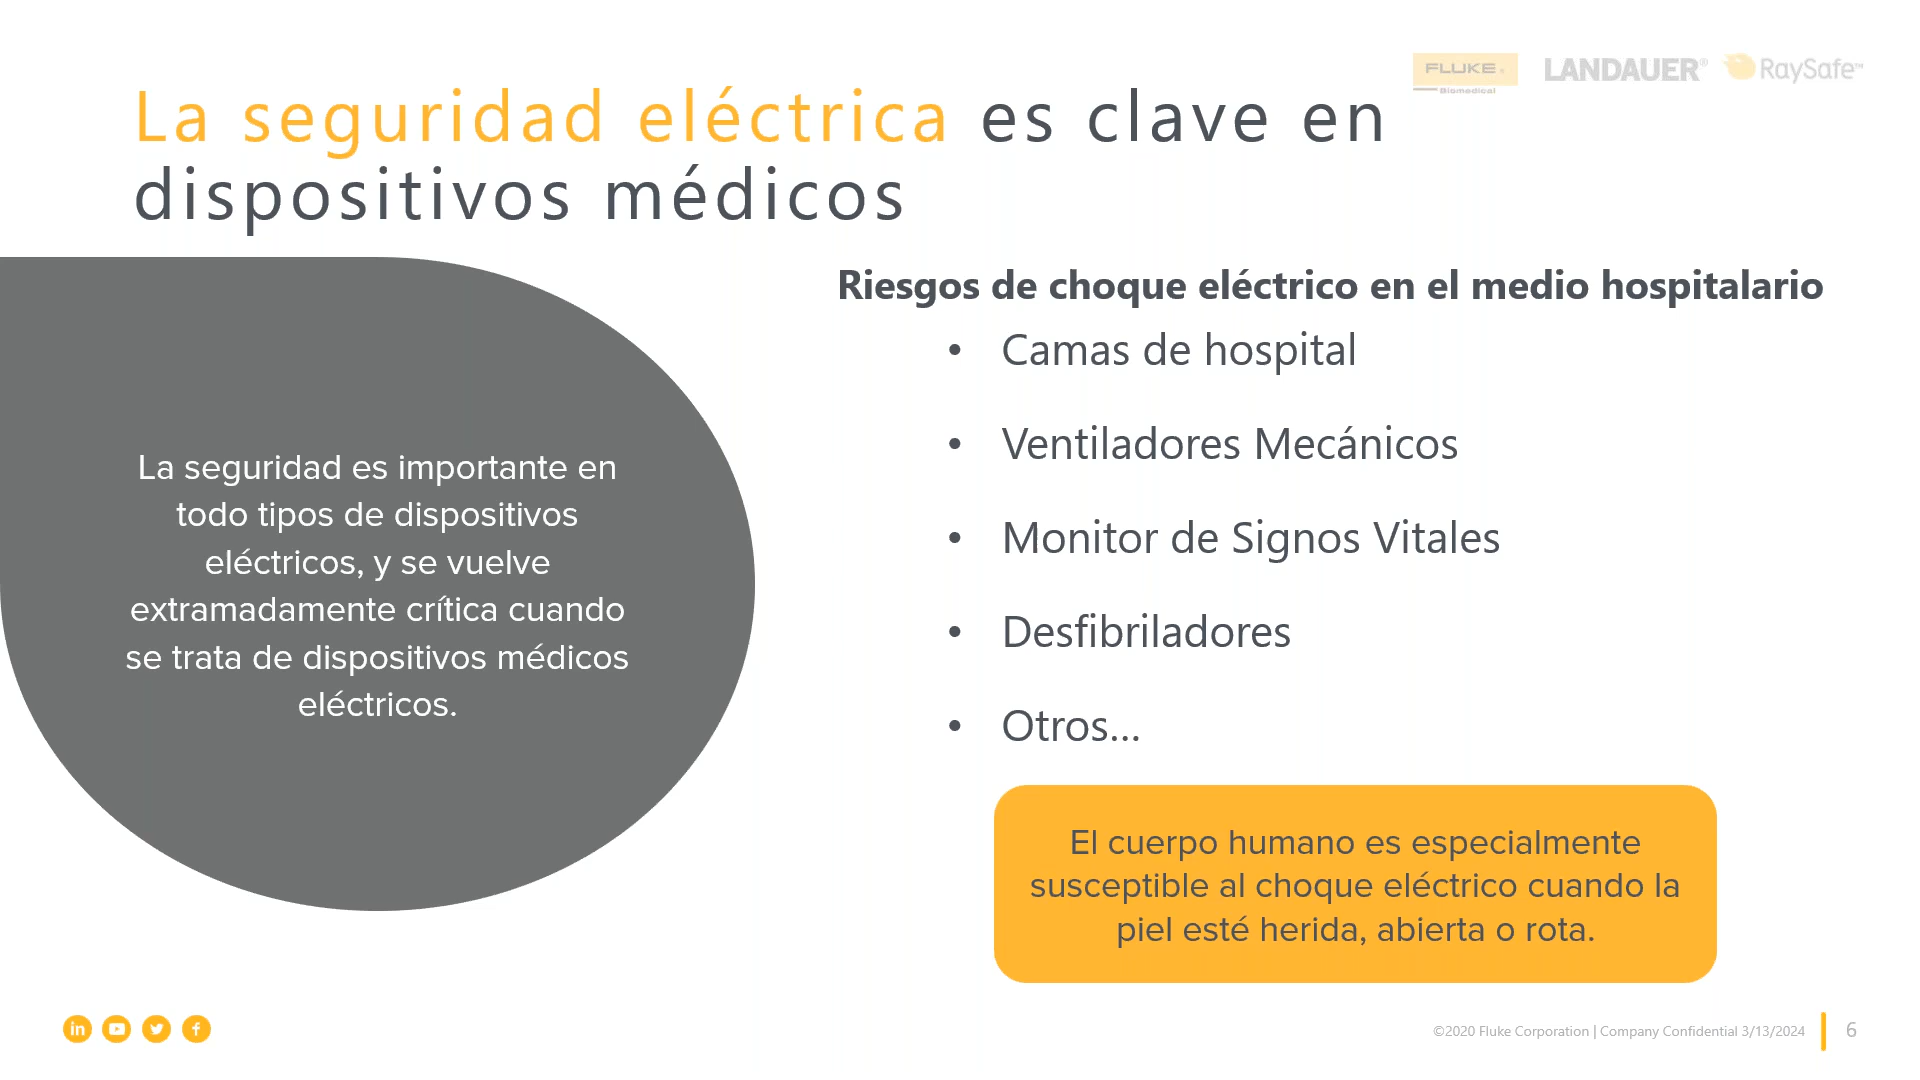 FLUKE®
Biomedical
LANDAUER®
RaySafe™
La seguridad eléctrica es clave en
dispositivos médicos
La seguridad es importante en
todo tipos de dispositivos
eléctricos, y se vuelve
extramadamente crítica cuando
se trata de dispositivos médicos
eléctricos.
Riesgos de choque eléctrico en el medio hospitalario
• Camas de hospital
• Ventiladores Mecánicos
• Monitor de Signos Vitales
• Desfibriladores
• Otros...
El cuerpo humano es especialmente
susceptible al choque eléctrico cuando la
piel esté herida, abierta o rota.
©2020 Fluke Corporation | Company Confidential 3/13/2024
6